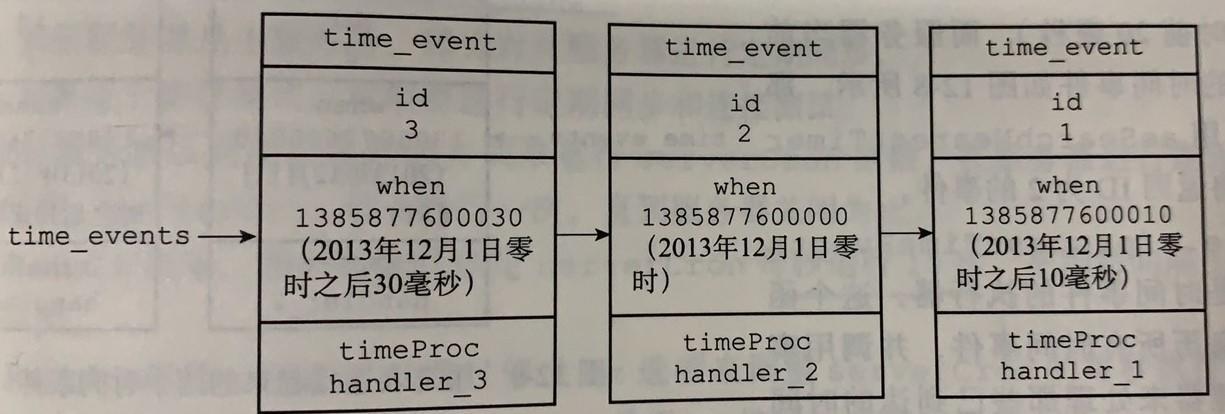 time_events
time_event
id
3
when
1385877600030
（2013年12月1日零
时之后30毫秒）
timeProc
handler_3
time_event
id
2
when
1385877600000
（2013年12月1日零
时）
timeProc
handler_2
time_event
id
1
when
1385877600010
（2013年12月1日零
时之后10毫秒）
timeProc
handler_1